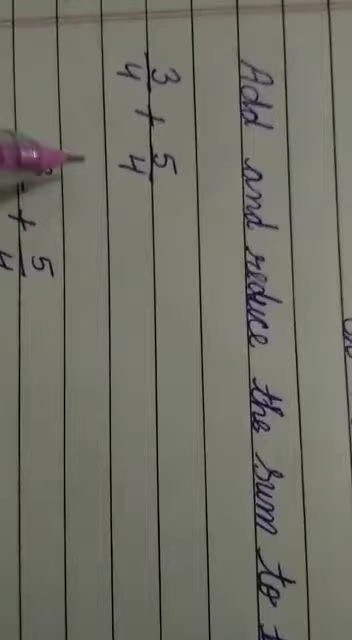 Add and reduce the sum to
3/4 + 5/4
+ 5/4